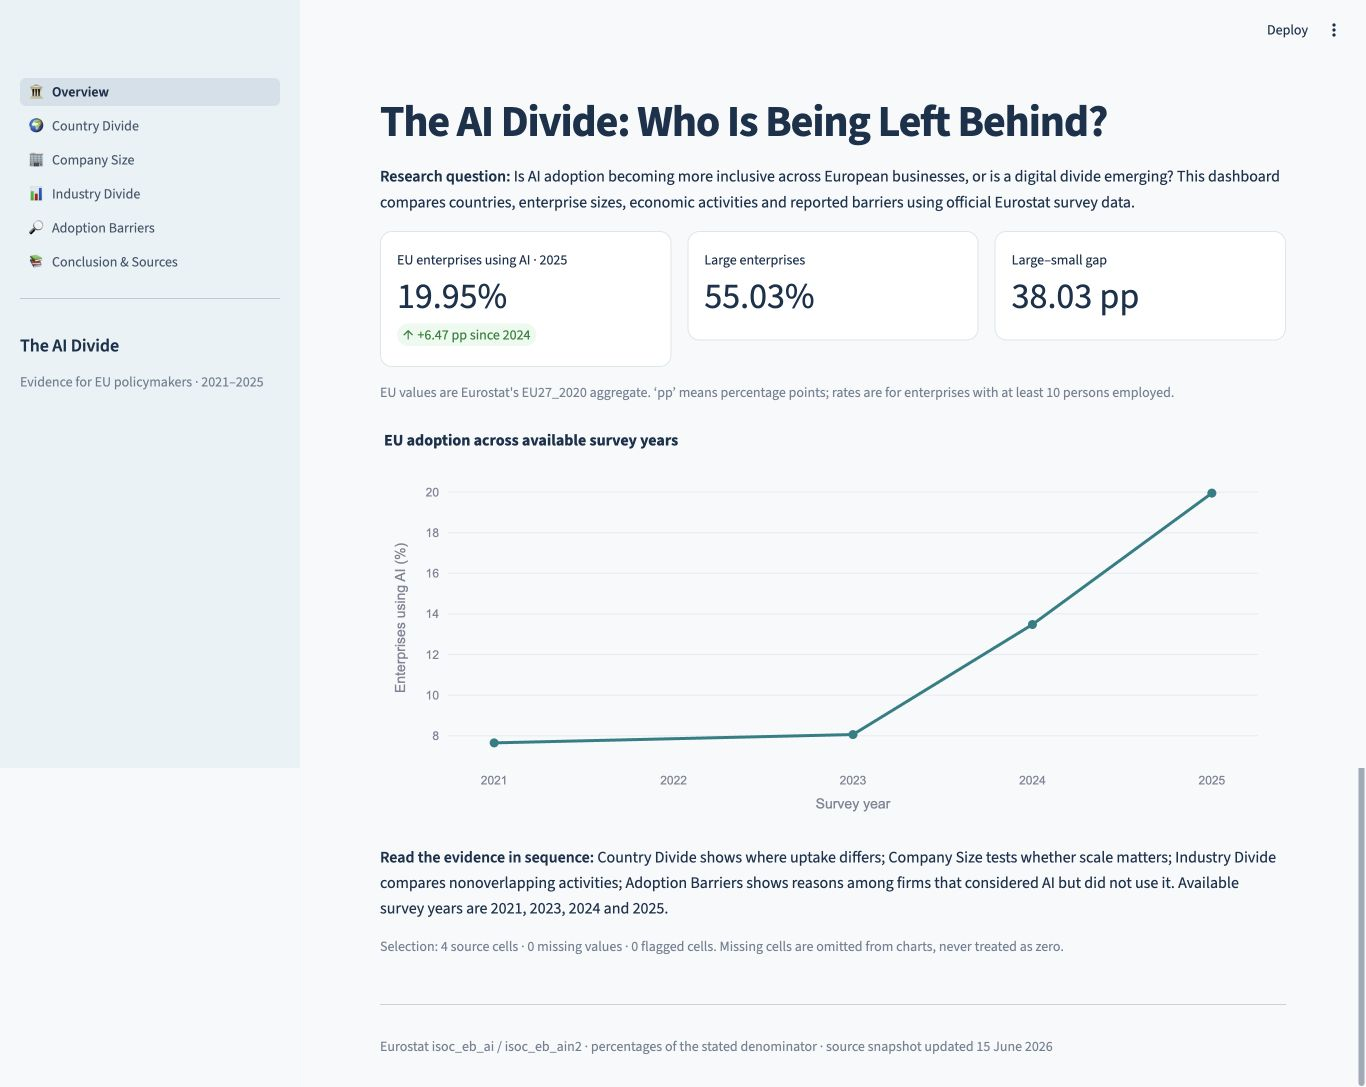 Deploy
Overview
Country Divide
Company Size
Industry Divide
Adoption Barriers
Conclusion & Sources
The AI Divide
Evidence for EU policymakers · 2021–2025
The AI Divide: Who Is Being Left Behind?
Research question: Is AI adoption becoming more inclusive across European businesses, or is a digital divide emerging? This dashboard
compares countries, enterprise sizes, economic activities and reported barriers using official Eurostat survey data.
EU enterprises using AI · 2025
19.95%
↑ +6.47 pp since 2024
Large enterprises
55.03%
Large–small gap
38.03 pp
EU values are Eurostat's EU27_2020 aggregate. ‘pp’ means percentage points; rates are for enterprises with at least 10 persons employed.
EU adoption across available survey years
Enterprises using AI (%)
20
18
16
14
12
10
8
2021 2022 2023 2024 2025
Survey year
Read the evidence in sequence: Country Divide shows where uptake differs; Company Size tests whether scale matters; Industry Divide
compares nonoverlapping activities; Adoption Barriers shows reasons among firms that considered AI but did not use it. Available
survey years are 2021, 2023, 2024 and 2025.
Selection: 4 source cells · 0 missing values · 0 flagged cells. Missing cells are omitted from charts, never treated as zero.
Eurostat isoc_eb_ai / isoc_eb_ain2 · percentages of the stated denominator · source snapshot updated 15 June 2026